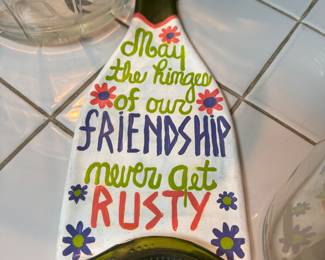 May
the hinges
of our
fRIENDSHIP
never get
RUSTY